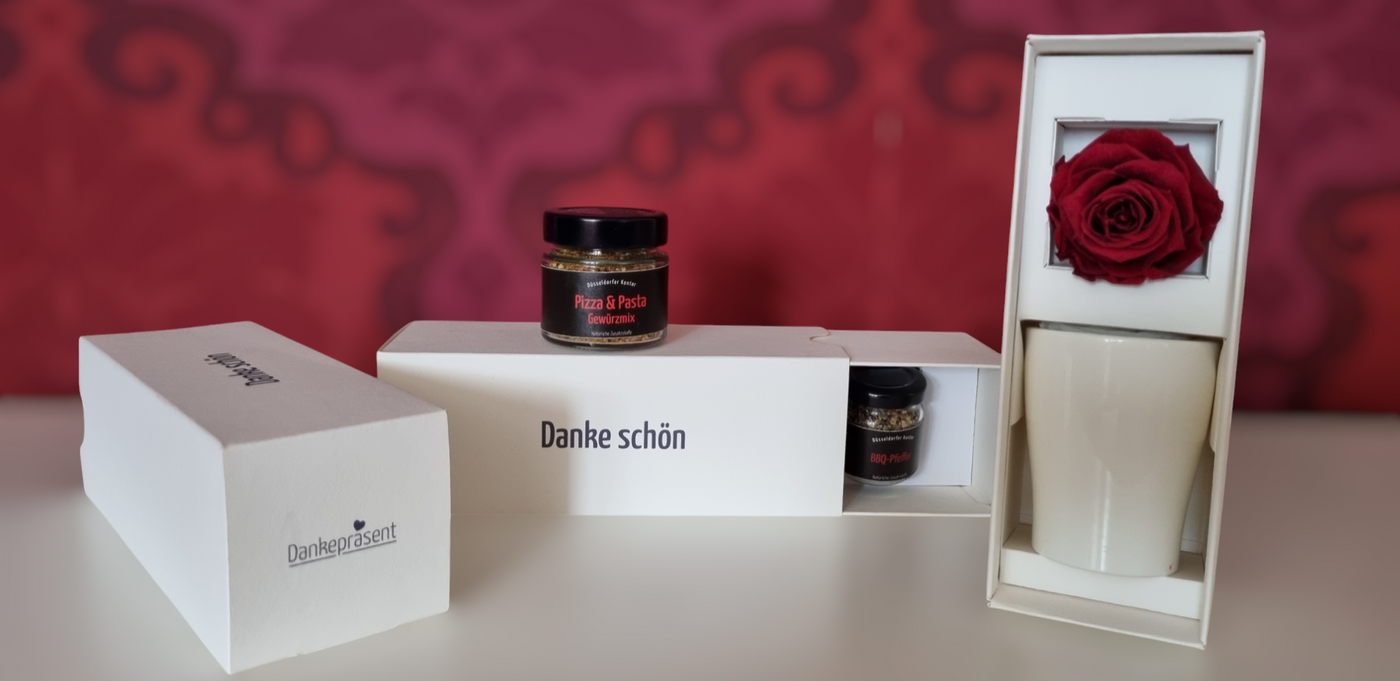 Danke schön
Dankepräsent
Düsseldorfer Kontor
Pizza & Pasta
Gewürzmix
Danke schön
Düsseldorfer Kontor
BBQ-Pfeffer